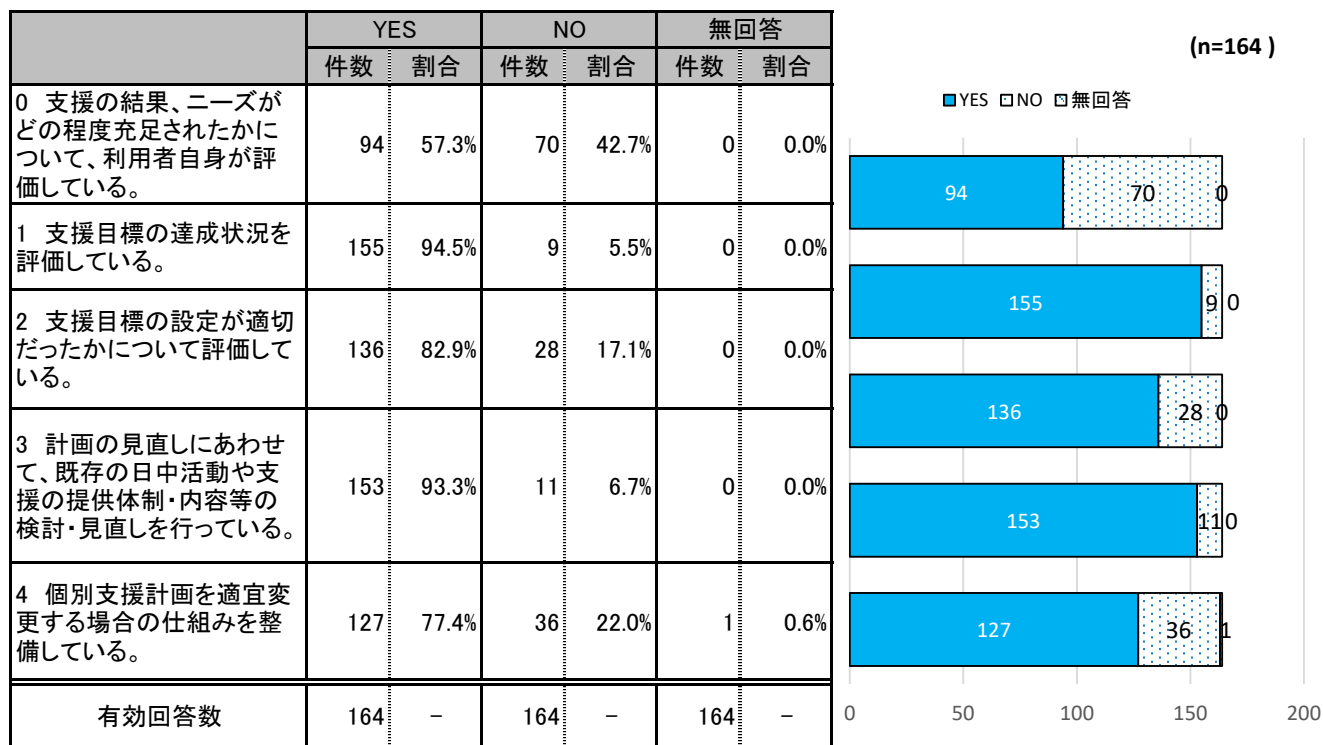 YES NO 無回答
件数 割合 件数 割合 件数 割合
0 支援の結果、ニーズが
どの程度充足されたかに
ついて、利用者自身が評
価している。
94 57.3% 70 42.7% 0 0.0%
1 支援目標の達成状況を
評価している。
155 94.5% 9 5.5% 0 0.0%
2 支援目標の設定が適切
だったかについて評価して
いる。
136 82.9% 28 17.1% 0 0.0%
3 計画の見直しにあわせ
て、既存の日中活動や支
援の提供体制・内容等の
検討・見直しを行っている。
153 93.3% 11 6.7% 0 0.0%
4 個別支援計画を適宜変
更する場合の仕組みを整
備している。
127 77.4% 36 22.0% 1 0.6%
有効回答数 164 － 164 － 164 －
(n=164 )
YES NO 無回答
94 70 0
155 9 0
136 28 0
153 11 0
127 36 1
0 50 100 150 200